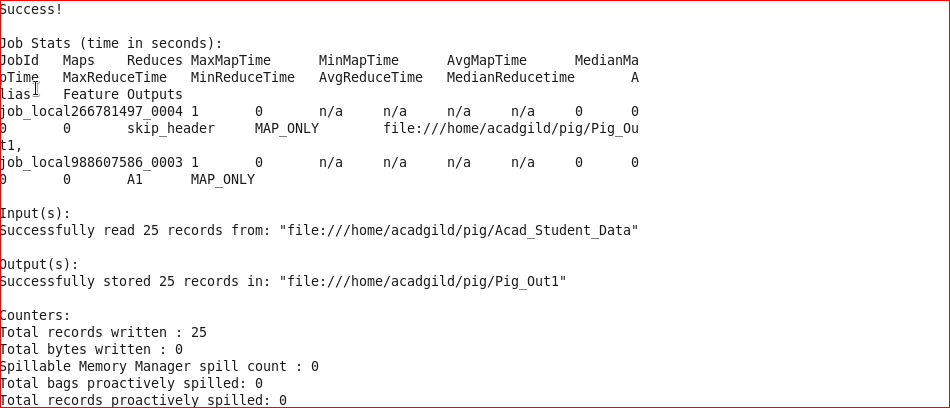 Success!
Job Stats (time in seconds):
JobId Maps Reduces MaxMapTime MinMapTime AvgMapTime MedianMa
pTime MaxReduceTime MinReduceTime AvgReduceTime MedianReducetime A
lias Feature Outputs
job_local266781497_0004 1 0 n/a n/a n/a n/a 0 0
0 0 skip_header MAP_ONLY file:///home/acadgild/pig/Pig_Ou
t1,
job_local988607586_0003 1 0 n/a n/a n/a n/a 0 0
0 0 A1 MAP_ONLY
Input(s):
Successfully read 25 records from: "file:///home/acadgild/pig/Acad_Student_Data"
Output(s):
Successfully stored 25 records in: "file:///home/acadgild/pig/Pig_Out1"
Counters:
Total records written : 25
Total bytes written : 0
Spillable Memory Manager spill count : 0
Total bags proactively spilled: 0
Total records proactively spilled: 0